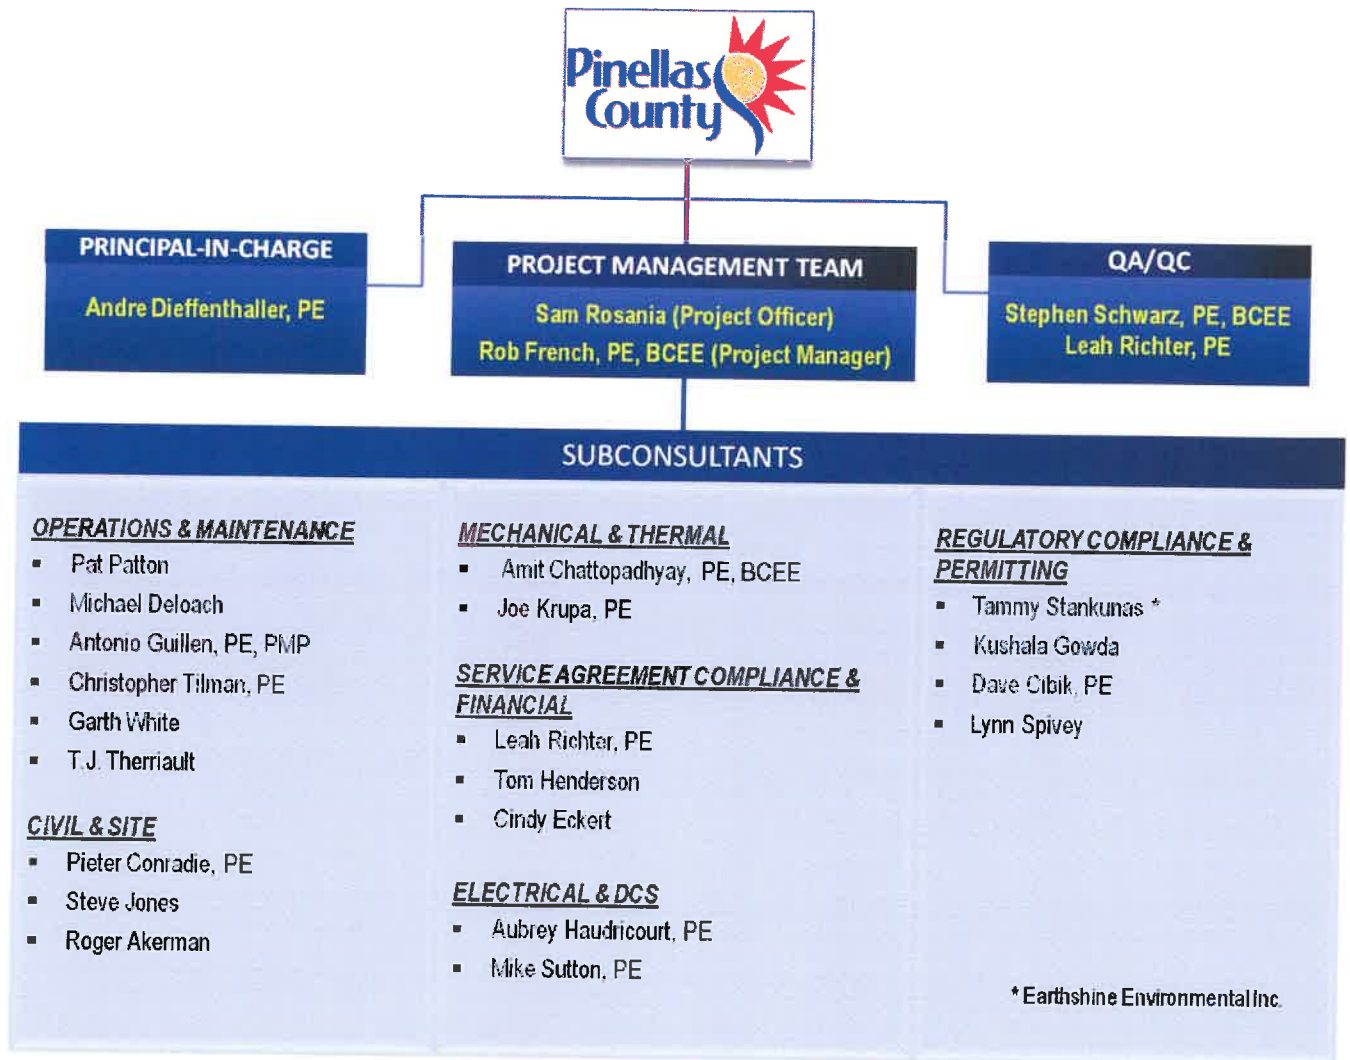 Pinellas
County
PRINCIPAL-IN-CHARGE
Andre Dieffenthaller, PE
PROJECT MANAGEMENT TEAM
Sam Rosania (Project Officer)
Rob French, PE, BCEE (Project Manager)
QA/QC
Stephen Schwarz, PE, BCEE
Leah Richter, PE
SUBCONSULTANTS
OPERATIONS & MAINTENANCE
▪ Pat Patton
▪ Michael Deloach
▪ Antonio Guillen, PE, PMP
▪ Christopher Tilman, PE
▪ Garth White
▪ T.J. Therriault
CIVIL & SITE
▪ Pieter Conradie, PE
▪ Steve Jones
▪ Roger Akerman
MECHANICAL & THERMAL
▪ Amit Chattopadhyay, PE, BCEE
▪ Joe Krupa, PE
SERVICE AGREEMENT COMPLIANCE &
FINANCIAL
▪ Leah Richter, PE
▪ Tom Henderson
▪ Cindy Eckert
ELECTRICAL & DCS
▪ Aubrey Haudricourt, PE
▪ Mike Sutton, PE
REGULATORY COMPLIANCE &
PERMITTING
▪ Tammy Stankunas *
▪ Kushala Gowda
▪ Dave Cibik, PE
▪ Lynn Spivey
* Earthshine Environmental Inc.